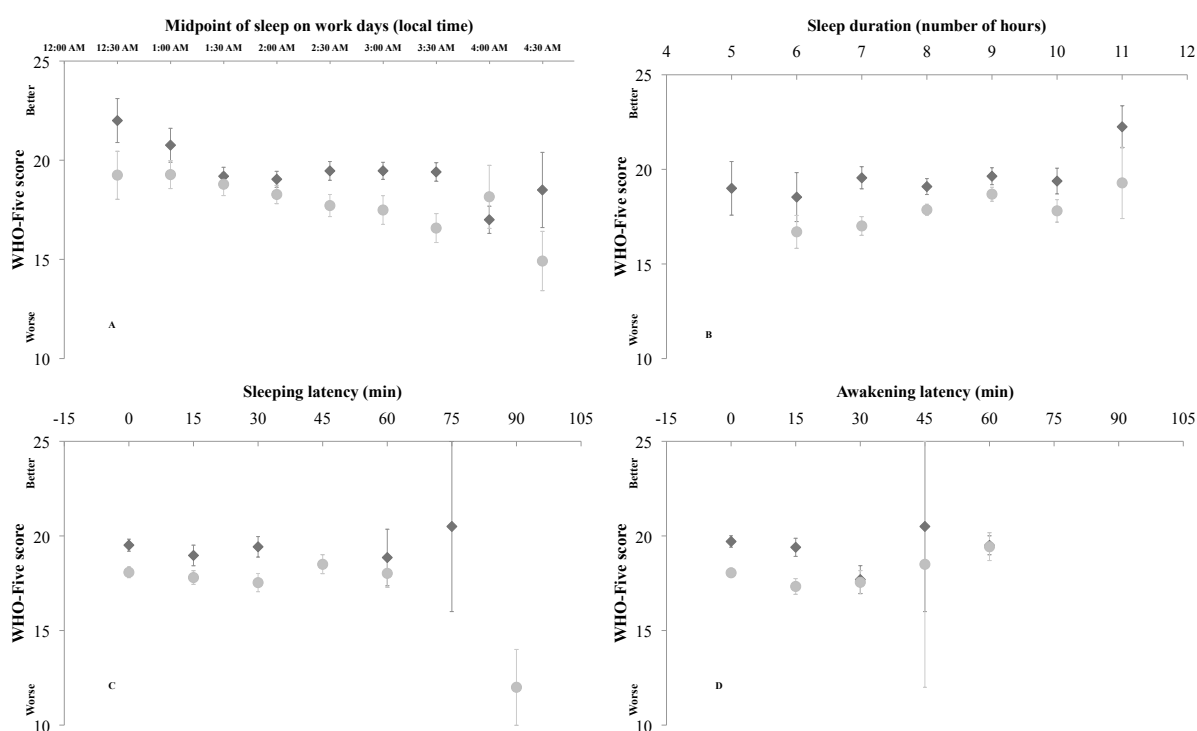 Midpoint of sleep on work days (local time)
12:00 AM 12:30 AM 1:00 AM 1:30 AM 2:00 AM 2:30 AM 3:00 AM 3:30 AM 4:00 AM 4:30 AM
25
20
15
10
Better
WHO-Five score
Worse
A
Sleep duration (number of hours)
4 5 6 7 8 9 10 11 12
25
20
15
10
Better
WHO-Five score
Worse
B
Sleeping latency (min)
-15 0 15 30 45 60 75 90 105
25
20
15
10
Better
WHO-Five score
Worse
C
Awakening latency (min)
-15 0 15 30 45 60 75 90 105
25
20
15
10
Better
WHO-Five score
Worse
D